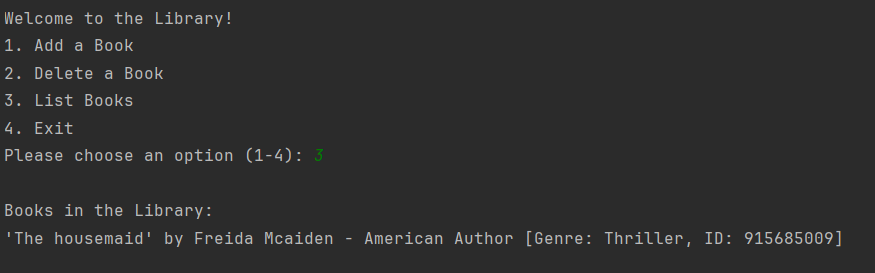 Welcome to the Library!
1. Add a Book
2. Delete a Book
3. List Books
4. Exit
Please choose an option (1-4): 3
Books in the Library:
'The housemaid' by Freida Mcaiden - American Author [Genre: Thriller, ID: 915685009]